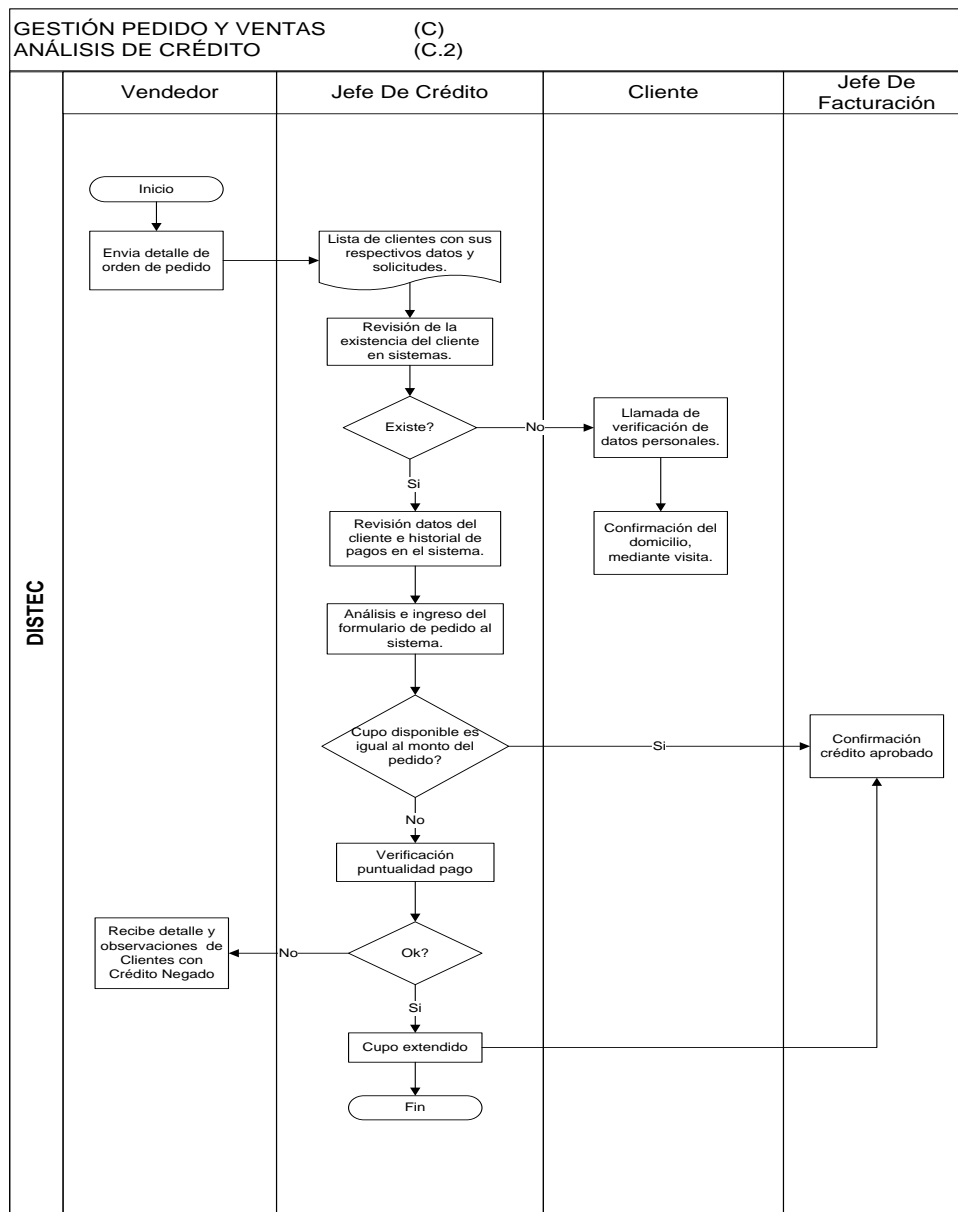 GESTIÓN PEDIDO Y VENTAS (C)
ANÁLISIS DE CRÉDITO (C.2)
Vendedor
Jefe De Crédito
Cliente
Jefe De
Facturación
DISTEC
Inicio
Envia detalle de
orden de pedido
Lista de clientes con sus
respectivos datos y
solicitudes.
Revisión de la
existencia del cliente
en sistemas.
Existe?
No
Llamada de
verificación de
datos personales.
Si
Confirmación del
domicilio,
mediante visita.
Revisión datos del
cliente e historial de
pagos en el sistema.
Análisis e ingreso del
formulario de pedido al
sistema.
Cupo disponible es
igual al monto del
pedido?
Si
Confirmación
crédito aprobado
No
Verificación
puntualidad pago
Ok?
No
Recibe detalle y
observaciones de
Clientes con
Crédito Negado
Si
Cupo extendido
Fin